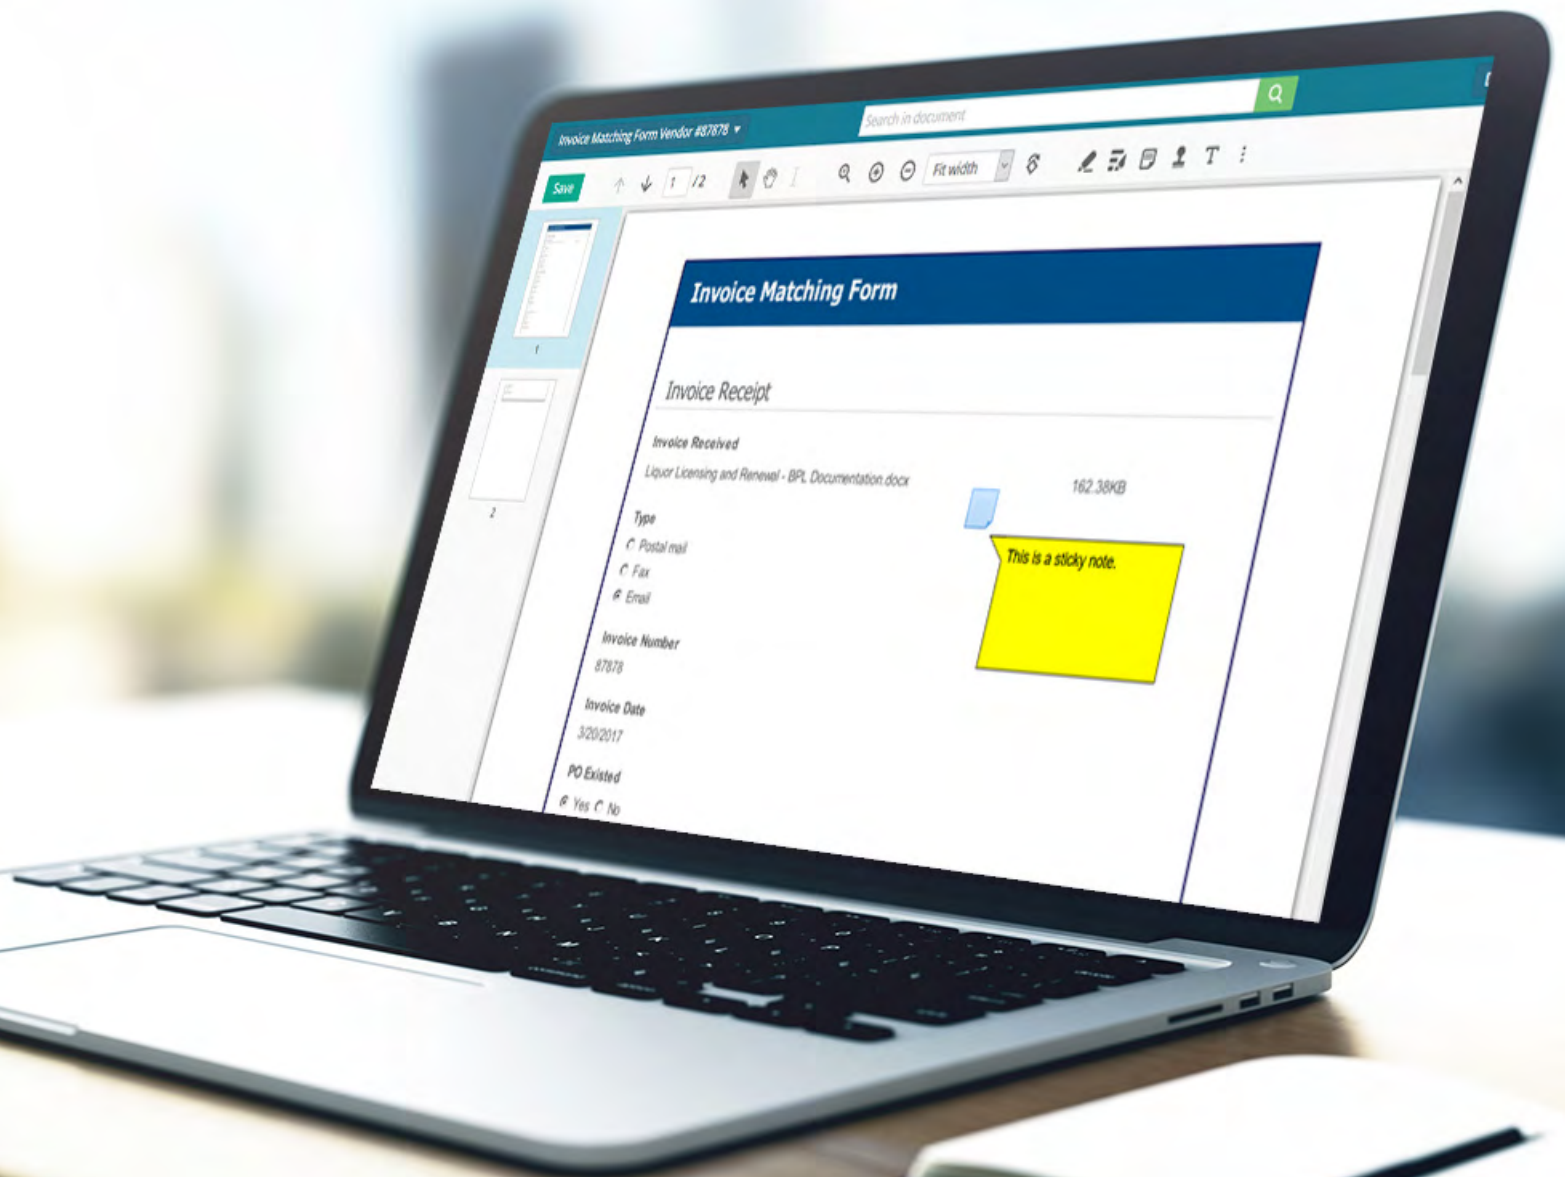 Invoice Matching Form Vendor #87878
Search in document
Save
1 /2
Fit width
T
1
2
Invoice Matching Form
Invoice Receipt
Invoice Received
Liquor Licensing and Renewal - BPL Documentation.docx 162.38KB
Type
Postal mail
Fax
Email
This is a sticky note.
Invoice Number
87878
Invoice Date
3/20/2017
PO Existed
Yes No